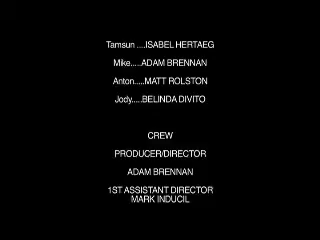 Tamsun ....ISABEL HERTAEG
Mike.....ADAM BRENNAN
Anton.....MATT ROLSTON
Jody.....BELINDA DIVITO
CREW
PRODUCER/DIRECTOR
ADAM BRENNAN
1ST ASSISTANT DIRECTOR
MARK INDUCIL